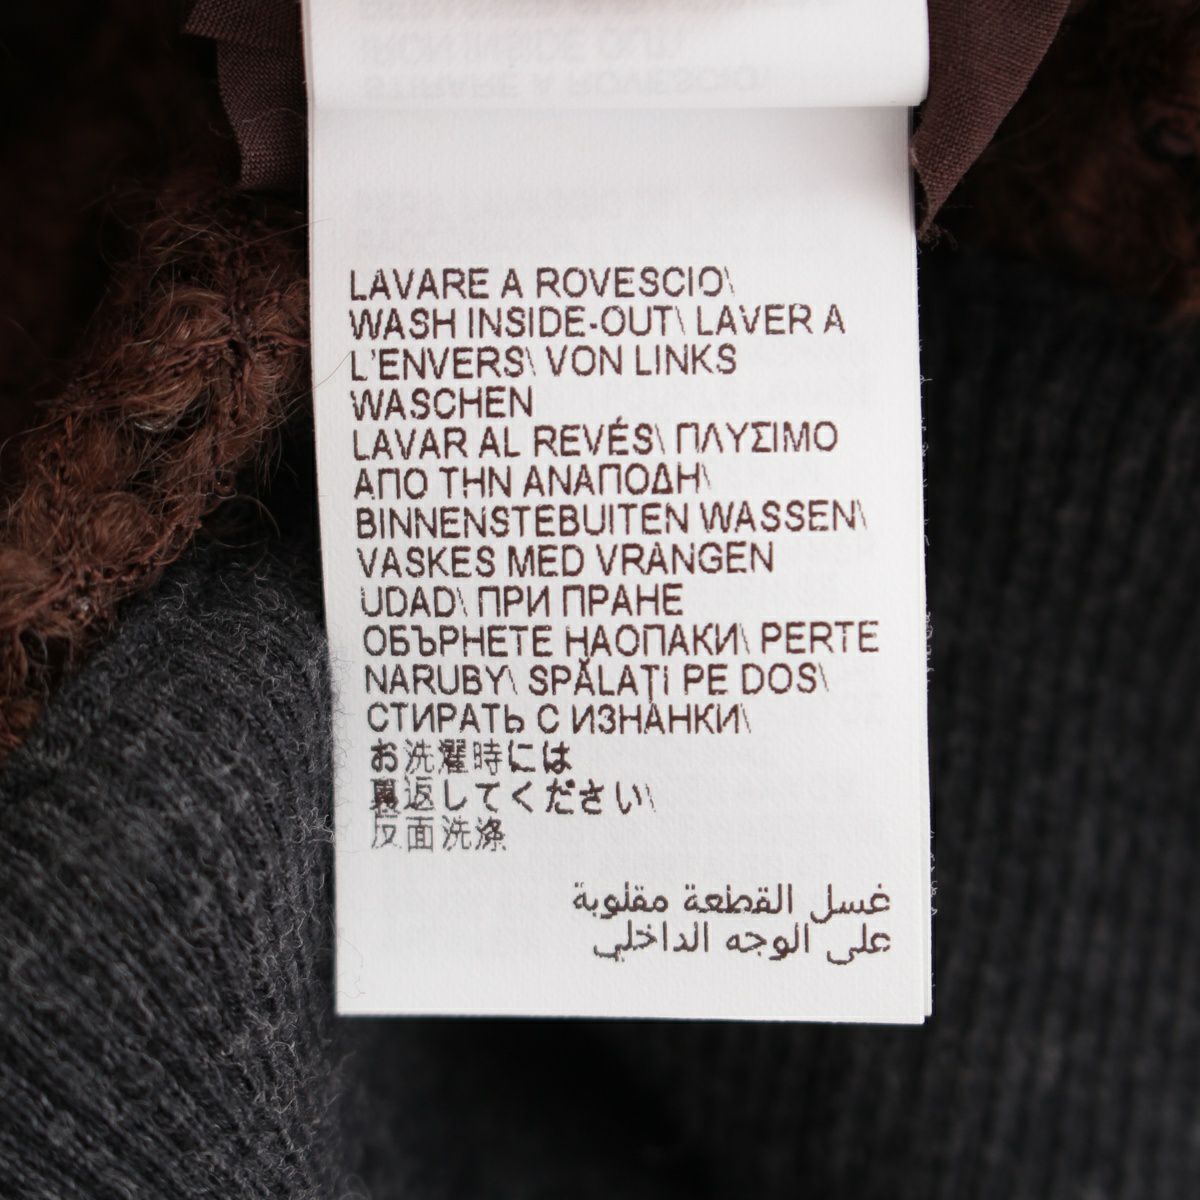 LAVARE A ROVESCIO\
WASH INSIDE-OUT\ LAVER A
L'ENVERS\ VON LINKS
WASCHEN
LAVAR AL REVÉS\ ΠΛΥΣΙΜΟ
ΑΠΟ ΤΗΝ ΑΝΑΠΟΔΗ\
BINNENSTEBUITEN WASSEN\
VASKES MED VRANGEN
UDAD\ ПРИ ПРАНЕ
ОБЪРНЕТЕ НАОПАКИ\ PERTE
NARUBY\ SPĂLAŢI PE DOS\
СТИРАТЬ С ИЗНАНКИ\
お洗濯時には
裏返してください\
反面洗涤
غسل القطعة مقلوبة
على الوجه الداخلي